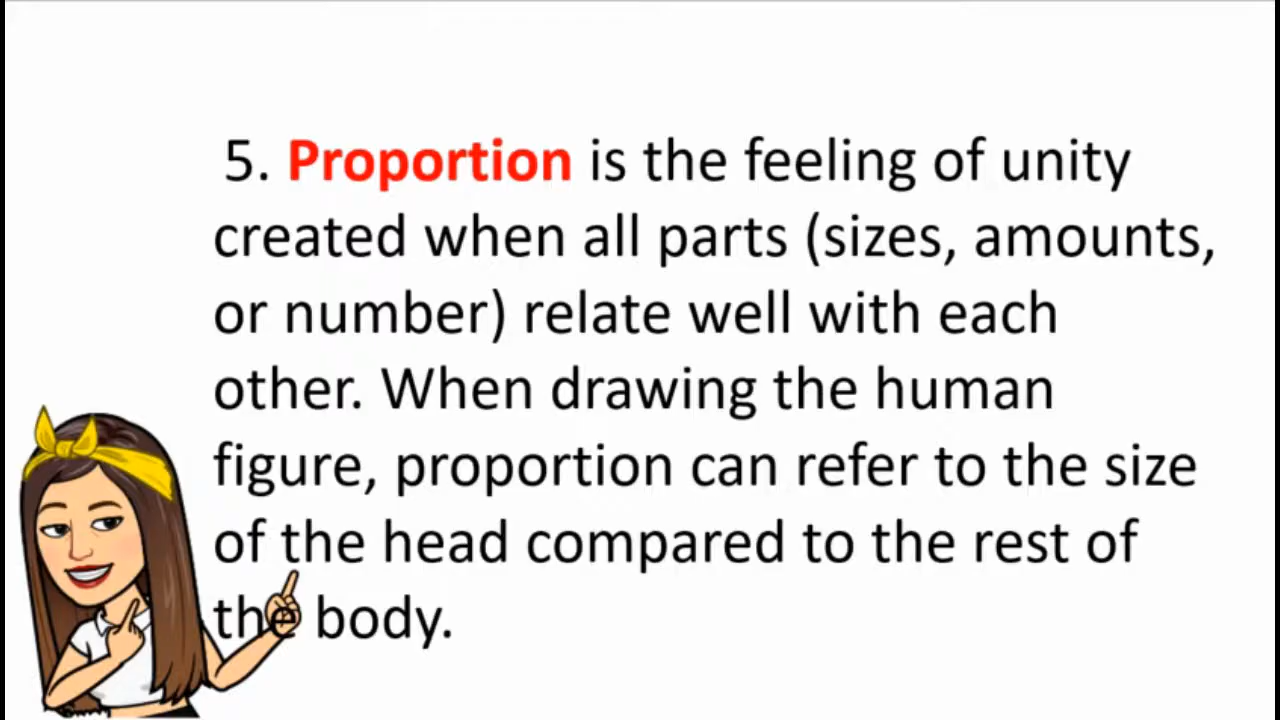 5. Proportion is the feeling of unity
created when all parts (sizes, amounts,
or number) relate well with each
other. When drawing the human
figure, proportion can refer to the size
of the head compared to the rest of
the body.